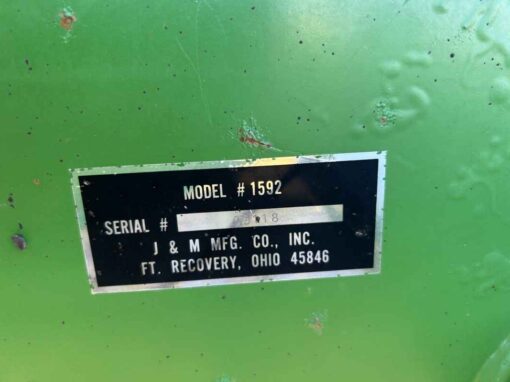 MODEL # 1592
SERIAL #
J & M MFG. CO., INC.
FT. RECOVERY, OHIO 45846